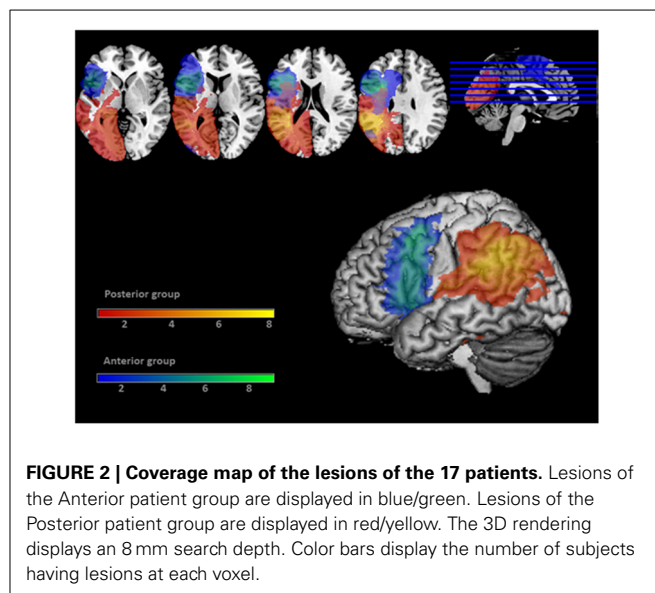 Posterior group
2 4 6 8
Anterior group
2 4 6 8
FIGURE 2 | Coverage map of the lesions of the 17 patients. Lesions of
the Anterior patient group are displayed in blue/green. Lesions of the
Posterior patient group are displayed in red/yellow. The 3D rendering
displays an 8 mm search depth. Color bars display the number of subjects
having lesions at each voxel.